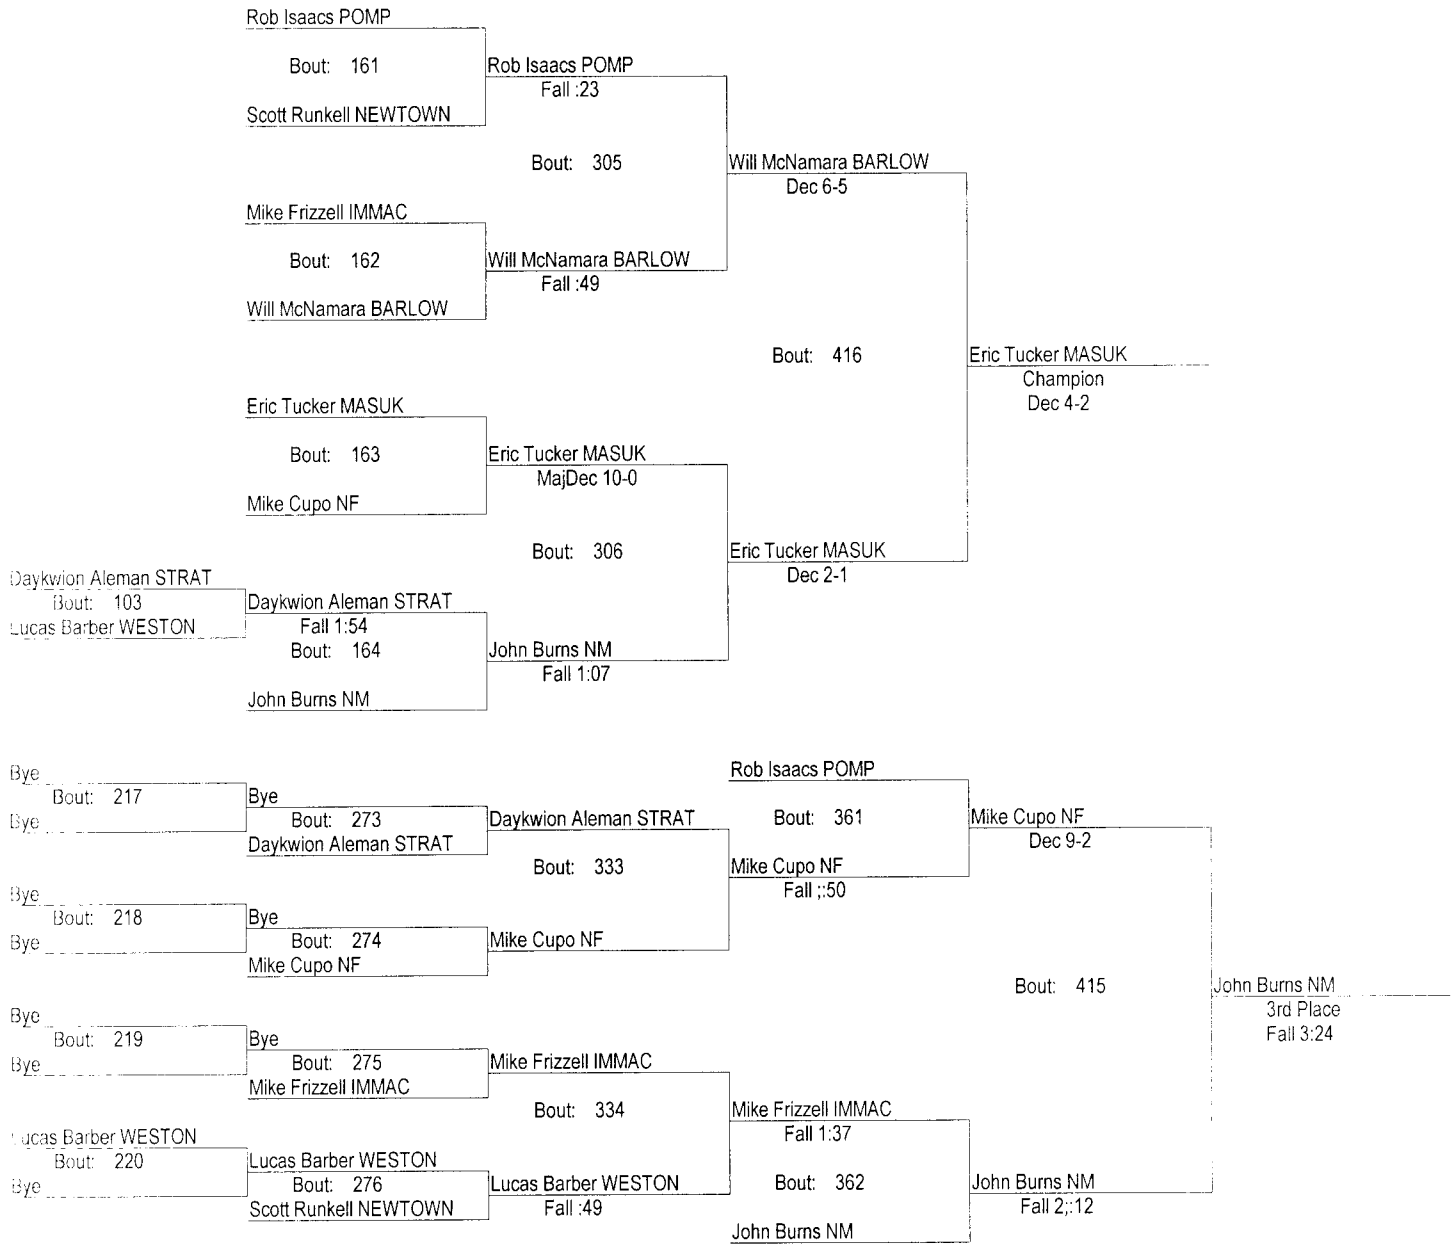 Rob Isaacs POMP
Bout: 161
Rob Isaacs POMP
Fall :23
Scott Runkell NEWTOWN
Bout: 305
Will McNamara BARLOW
Dec 6-5
Mike Frizzell IMMAC
Bout: 162
Will McNamara BARLOW
Fall :49
Will McNamara BARLOW
Bout: 416
Eric Tucker MASUK
Champion
Dec 4-2
Eric Tucker MASUK
Bout: 163
Eric Tucker MASUK
MajDec 10-0
Mike Cupo NF
Bout: 306
Eric Tucker MASUK
Dec 2-1
Daykwion Aleman STRAT
Bout: 103
Lucas Barber WESTON
Daykwion Aleman STRAT
Fall 1:54
Bout: 164
John Burns NM
Fall 1:07
John Burns NM
Bye
Bout: 217
Bye
Bye
Bout: 273
Daykwion Aleman STRAT
Daykwion Aleman STRAT
Bout: 333
Rob Isaacs POMP
Bout: 361
Mike Cupo NF
Dec 9-2
Mike Cupo NF
Fall ;:50
Bye
Bout: 218
Bye
Bye
Bout: 274
Mike Cupo NF
Mike Cupo NF
Bout: 415
John Burns NM
3rd Place
Fall 3:24
Bye
Bout: 219
Bye
Bye
Bout: 275
Mike Frizzell IMMAC
Mike Frizzell IMMAC
Bout: 334
Mike Frizzell IMMAC
Fall 1:37
Lucas Barber WESTON
Bout: 220
Bye
Lucas Barber WESTON
Bout: 276
Scott Runkell NEWTOWN
Lucas Barber WESTON
Fall :49
Bout: 362
John Burns NM
Fall 2;:12
John Burns NM